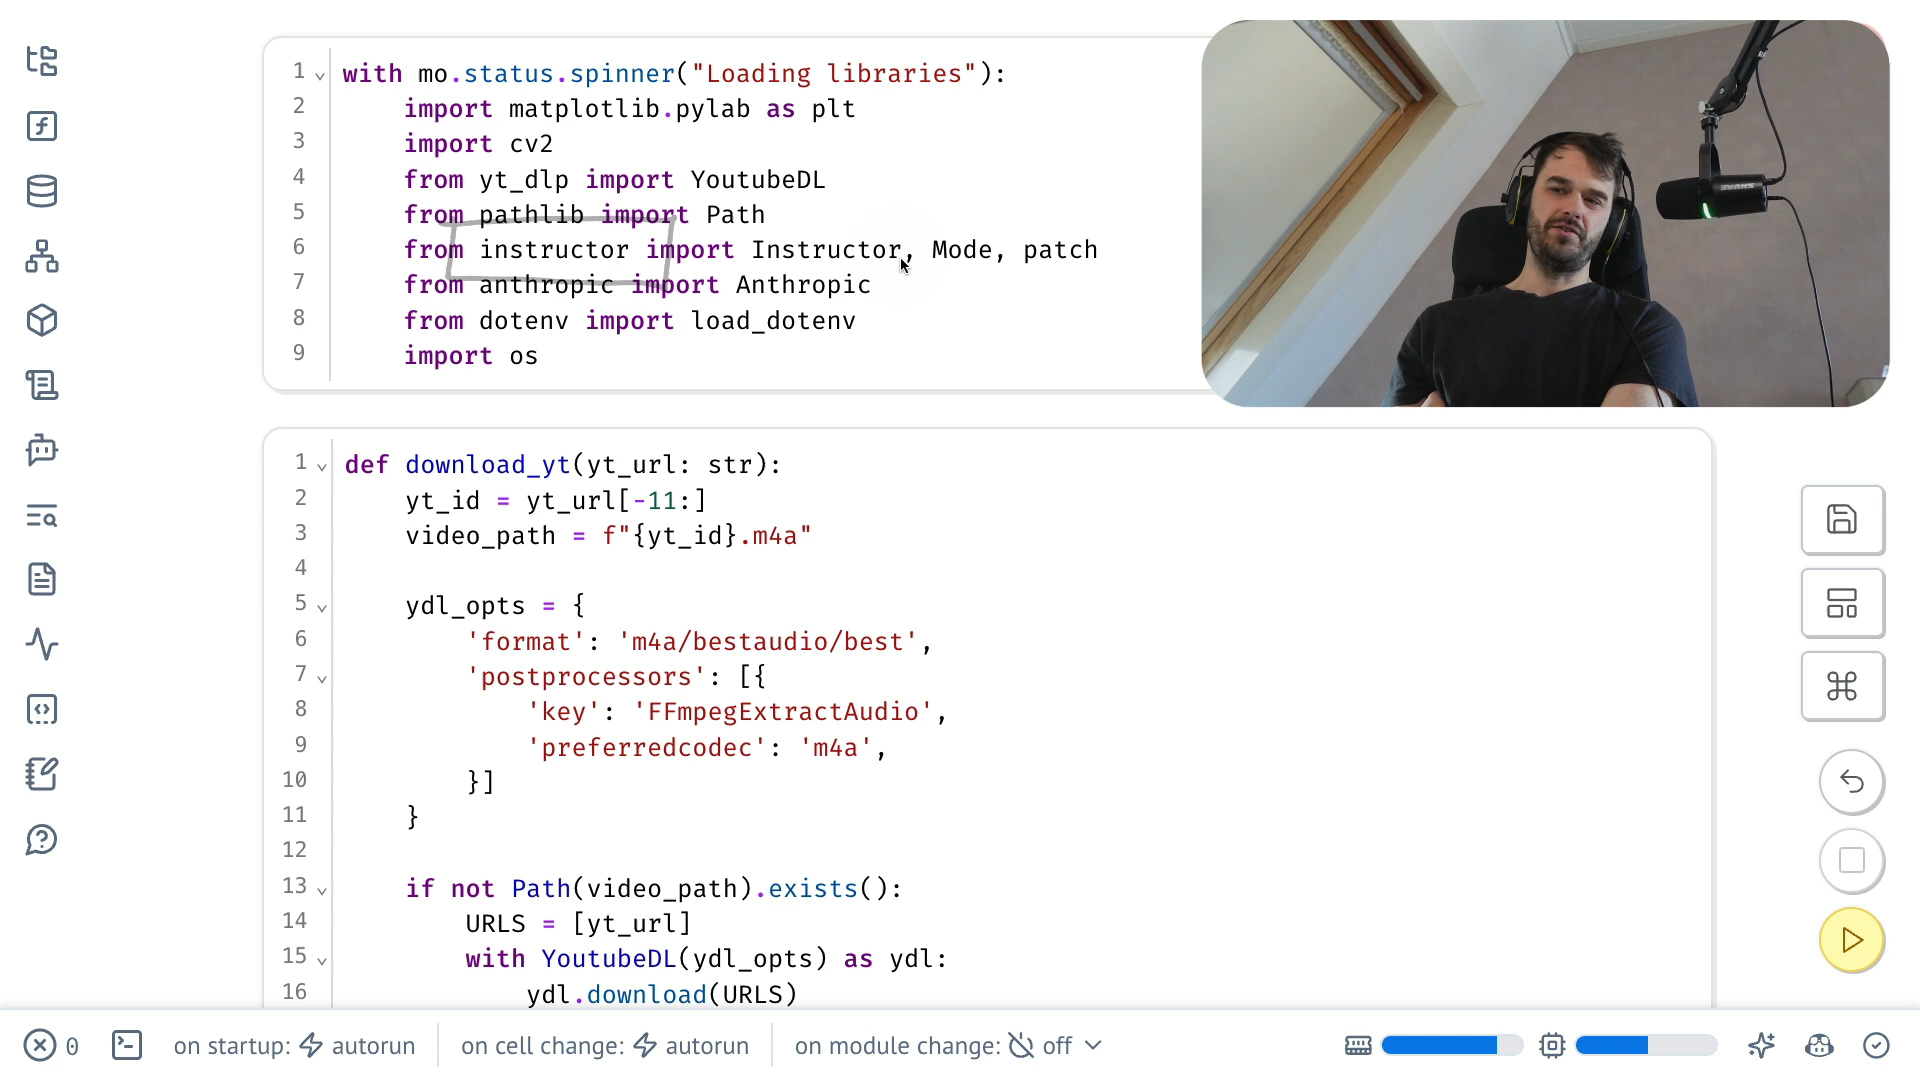 1 with mo.status.spinner("Loading libraries"):
2 import matplotlib.pylab as plt
3 import cv2
4 from yt_dlp import YoutubeDL
5 from pathlib import Path
6 from instructor import Instructor, Mode, patch
7 from anthropic import Anthropic
8 from dotenv import load_dotenv
9 import os
1 def download_yt(yt_url: str):
2 yt_id = yt_url[-11:]
3 video_path = f"{yt_id}.m4a"
4
5 ydl_opts = {
6 'format': 'm4a/bestaudio/best',
7 'postprocessors': [{
8 'key': 'FFmpegExtractAudio',
9 'preferredcodec': 'm4a',
10 }]
11 }
12
13 if not Path(video_path).exists():
14 URLS = [yt_url]
15 with YoutubeDL(ydl_opts) as ydl:
16 ydl.download(URLS)
0 on startup: autorun on cell change: autorun on module change: off